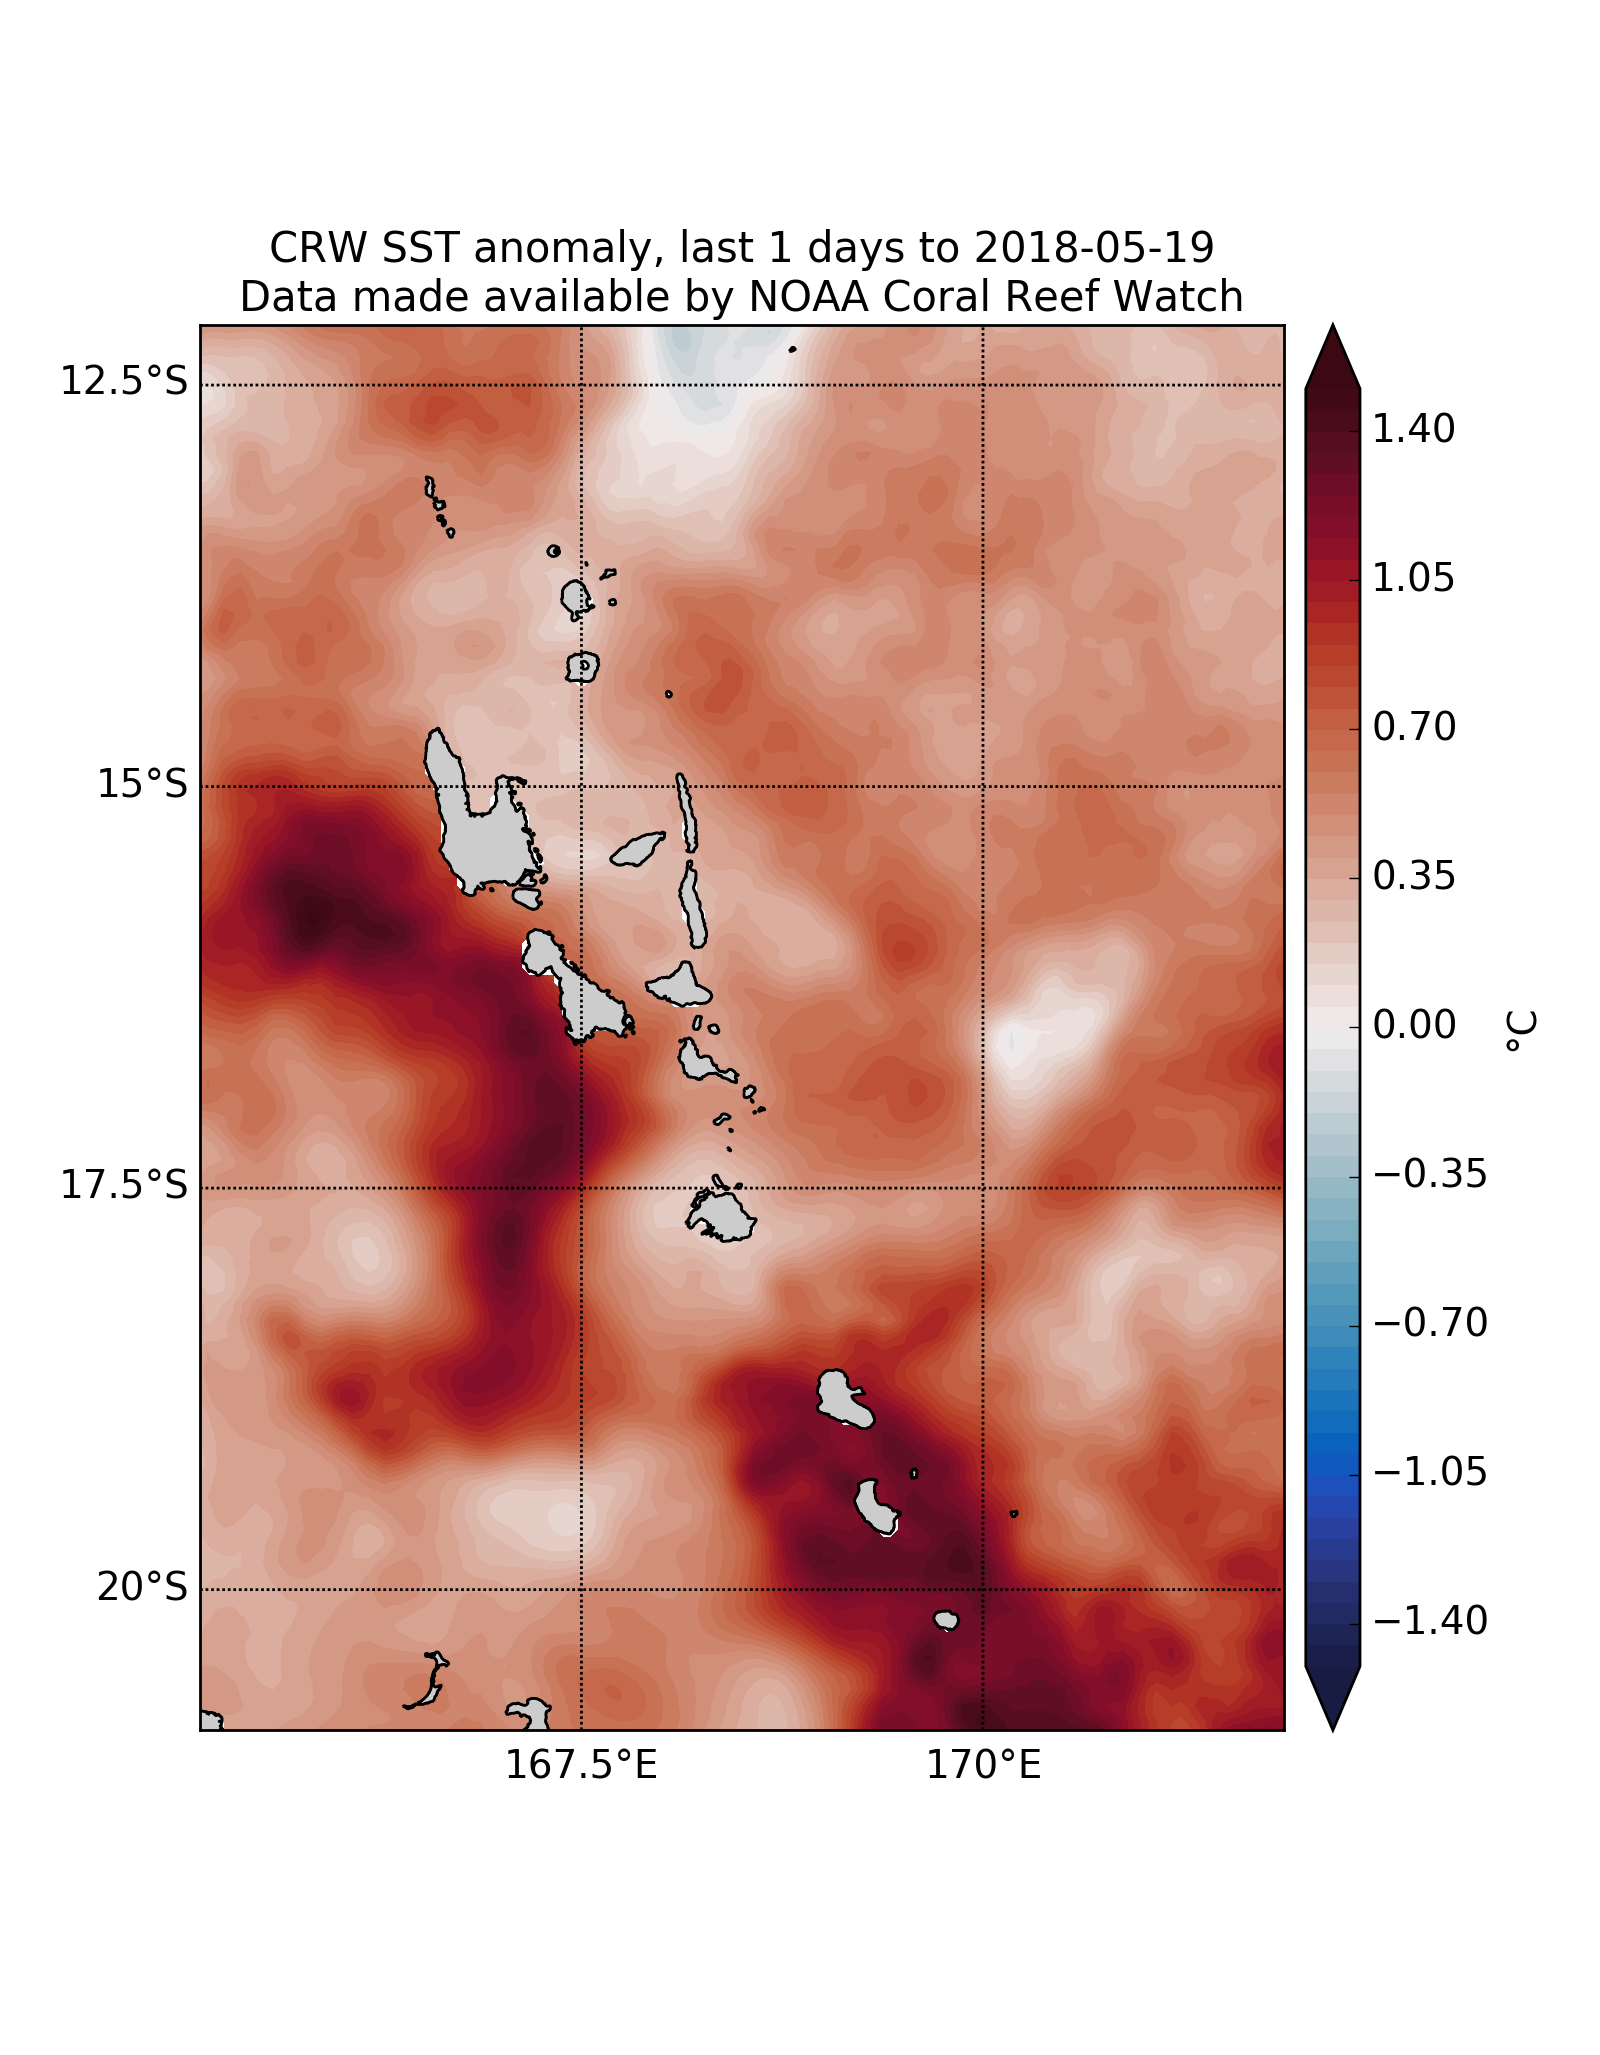 CRW SST anomaly, last 1 days to 2018-05-19
Data made available by NOAA Coral Reef Watch
12.5°S
15°S
17.5°S
20°S
167.5°E
170°E
1.40
1.05
0.70
0.35
0.00
−0.35
−0.70
−1.05
−1.40
°C